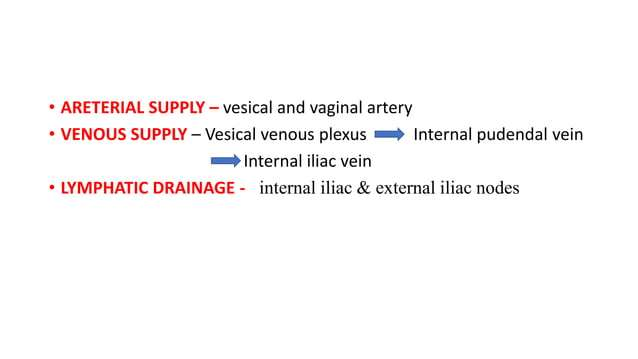 • ARETERIAL SUPPLY – vesical and vaginal artery
• VENOUS SUPPLY – Vesical venous plexus Internal pudendal vein
Internal iliac vein
• LYMPHATIC DRAINAGE - internal iliac & external iliac nodes